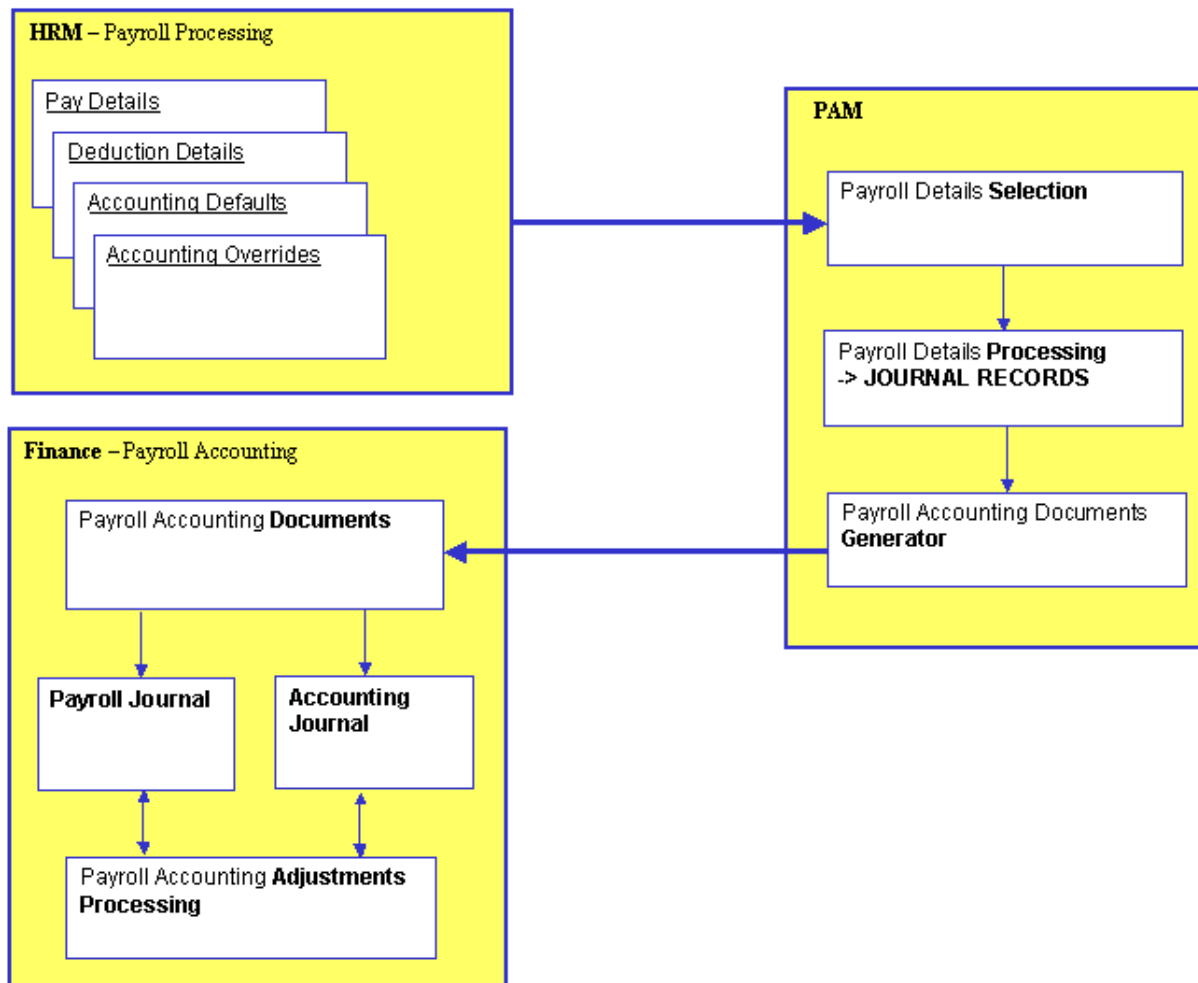 HRM – Payroll Processing
Pay Details
Deduction Details
Accounting Defaults
Accounting Overrides
PAM
Payroll Details Selection
Payroll Details Processing
-> JOURNAL RECORDS
Payroll Accounting Documents
Generator
Finance – Payroll Accounting
Payroll Accounting Documents
Payroll Journal
Accounting
Journal
Payroll Accounting Adjustments
Processing